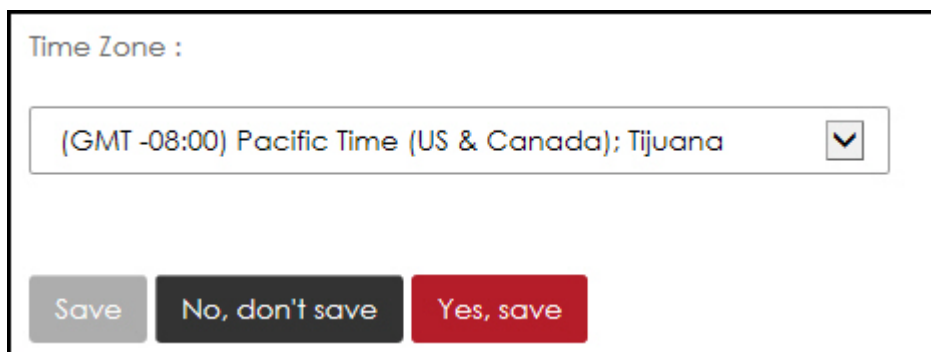 Time Zone :
(GMT -08:00) Pacific Time (US & Canada); Tijuana
Save No, don't save Yes, save